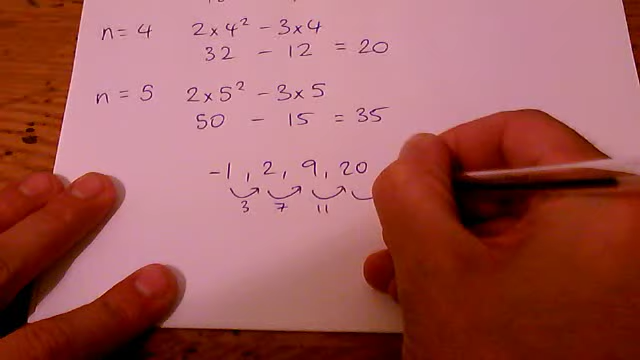 n = 4 2 x 4² - 3 x 4
32 - 12 = 20
n = 5 2 x 5² - 3 x 5
50 - 15 = 35
-1 , 2 , 9 , 20
3 7 11